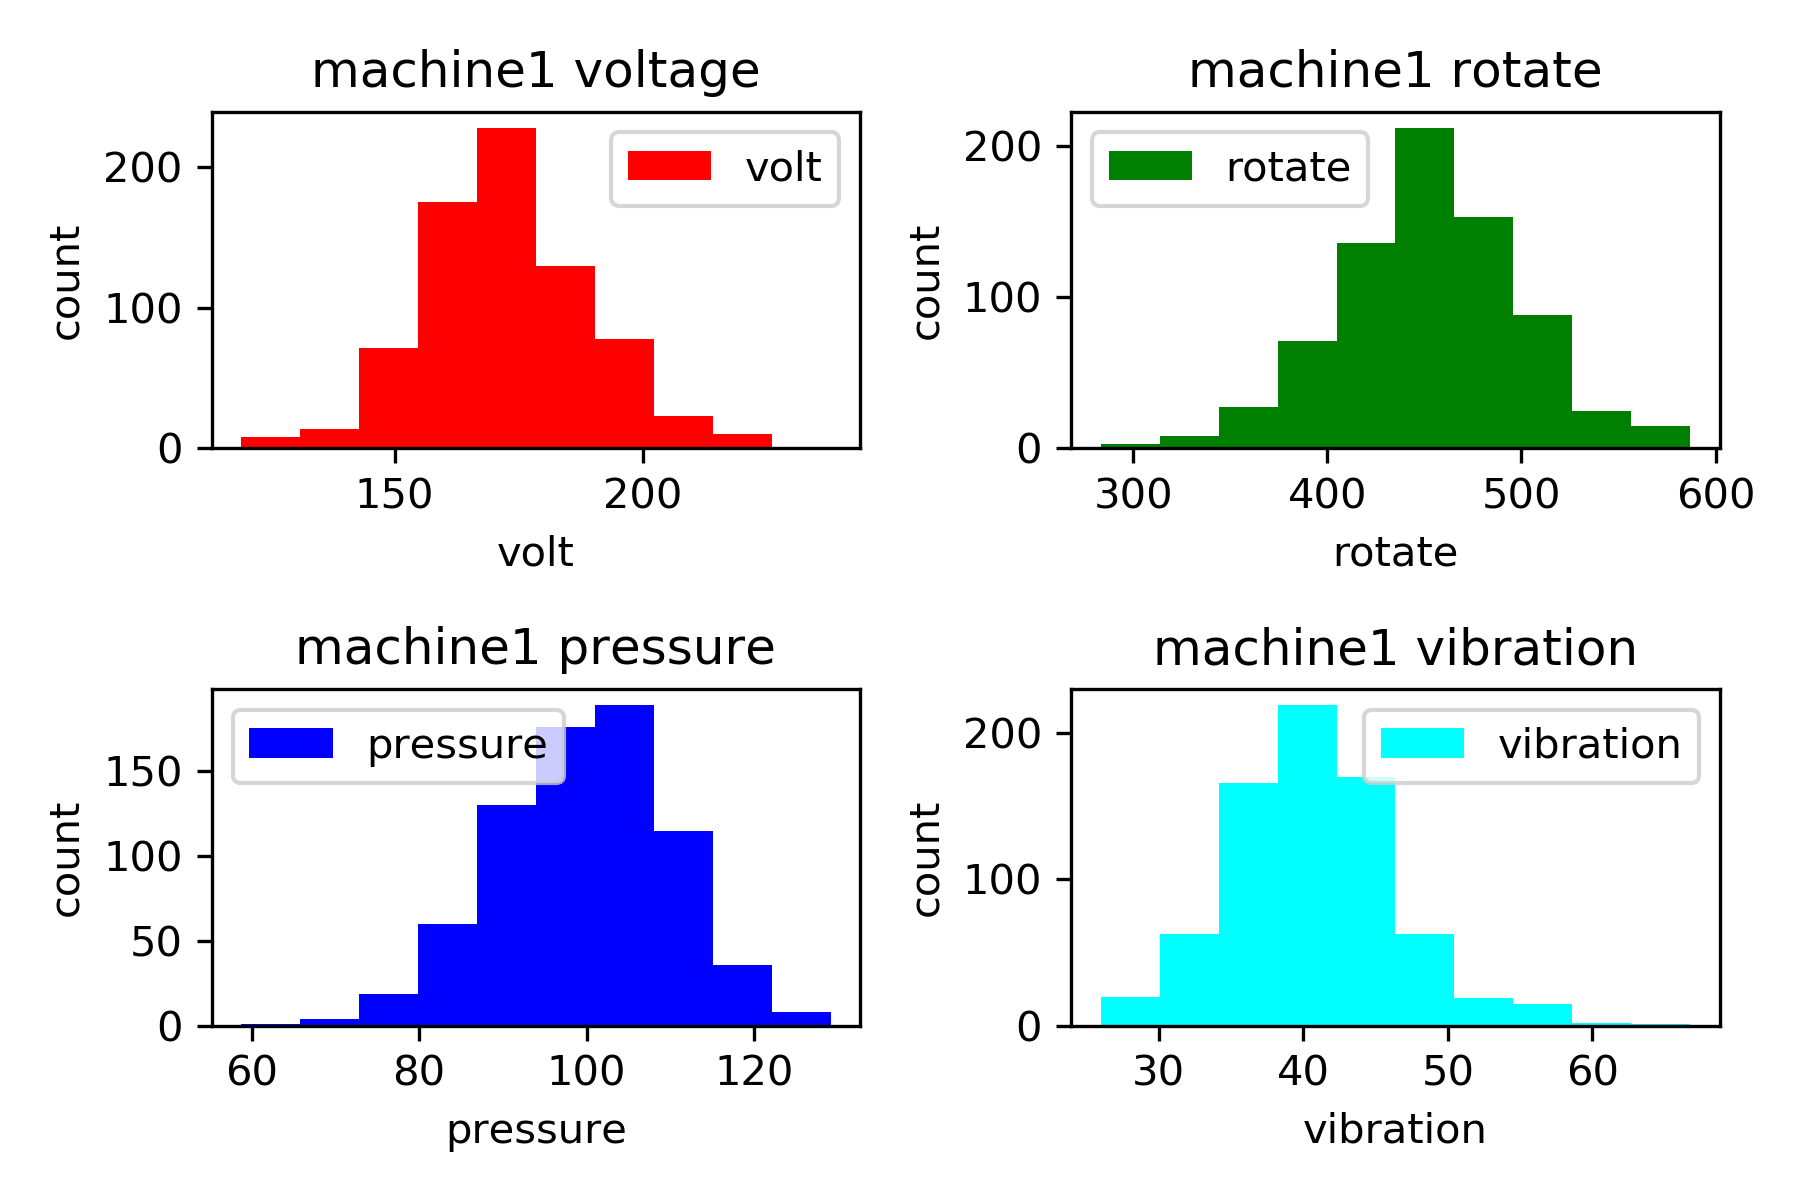 machine1 voltage
200
100
0
count
volt
150
200
volt
machine1 rotate
200
100
0
count
rotate
300
400
500
600
rotate
machine1 pressure
150
100
50
0
count
pressure
60
80
100
120
pressure
machine1 vibration
200
100
0
count
vibration
30
40
50
60
vibration